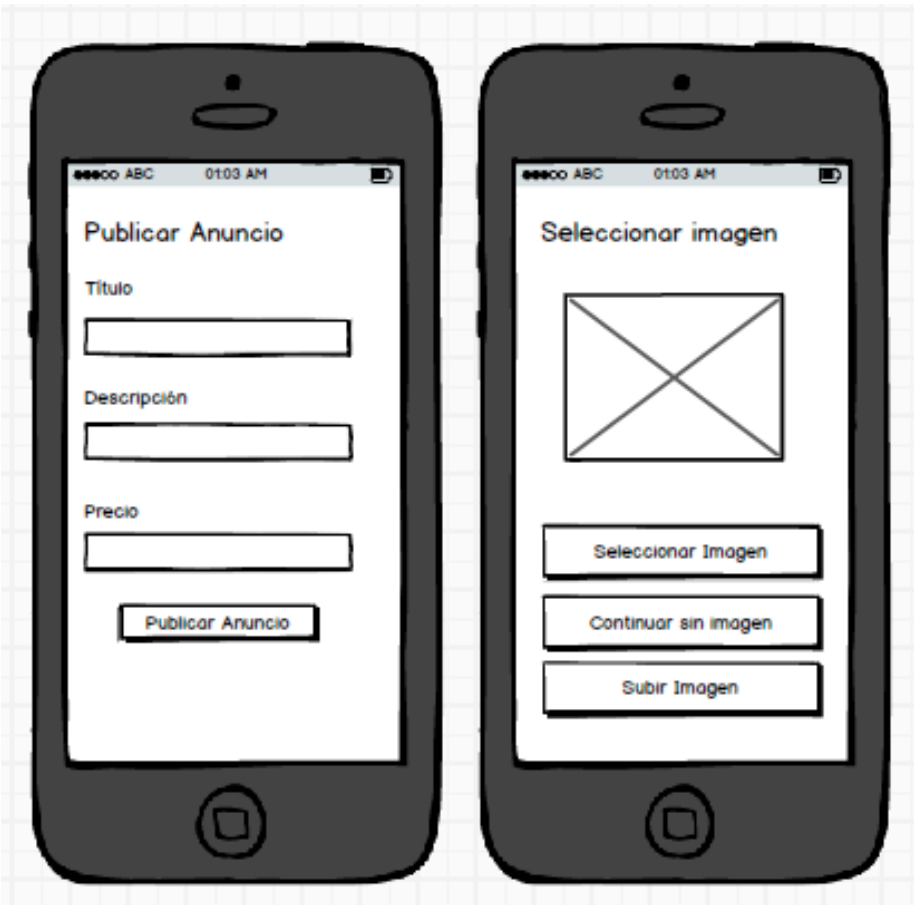 ABC 01:03 AM
Publicar Anuncio
Título
Descripción
Precio
Publicar Anuncio
ABC 01:03 AM
Seleccionar imagen
Seleccionar Imagen
Continuar sin imagen
Subir Imagen